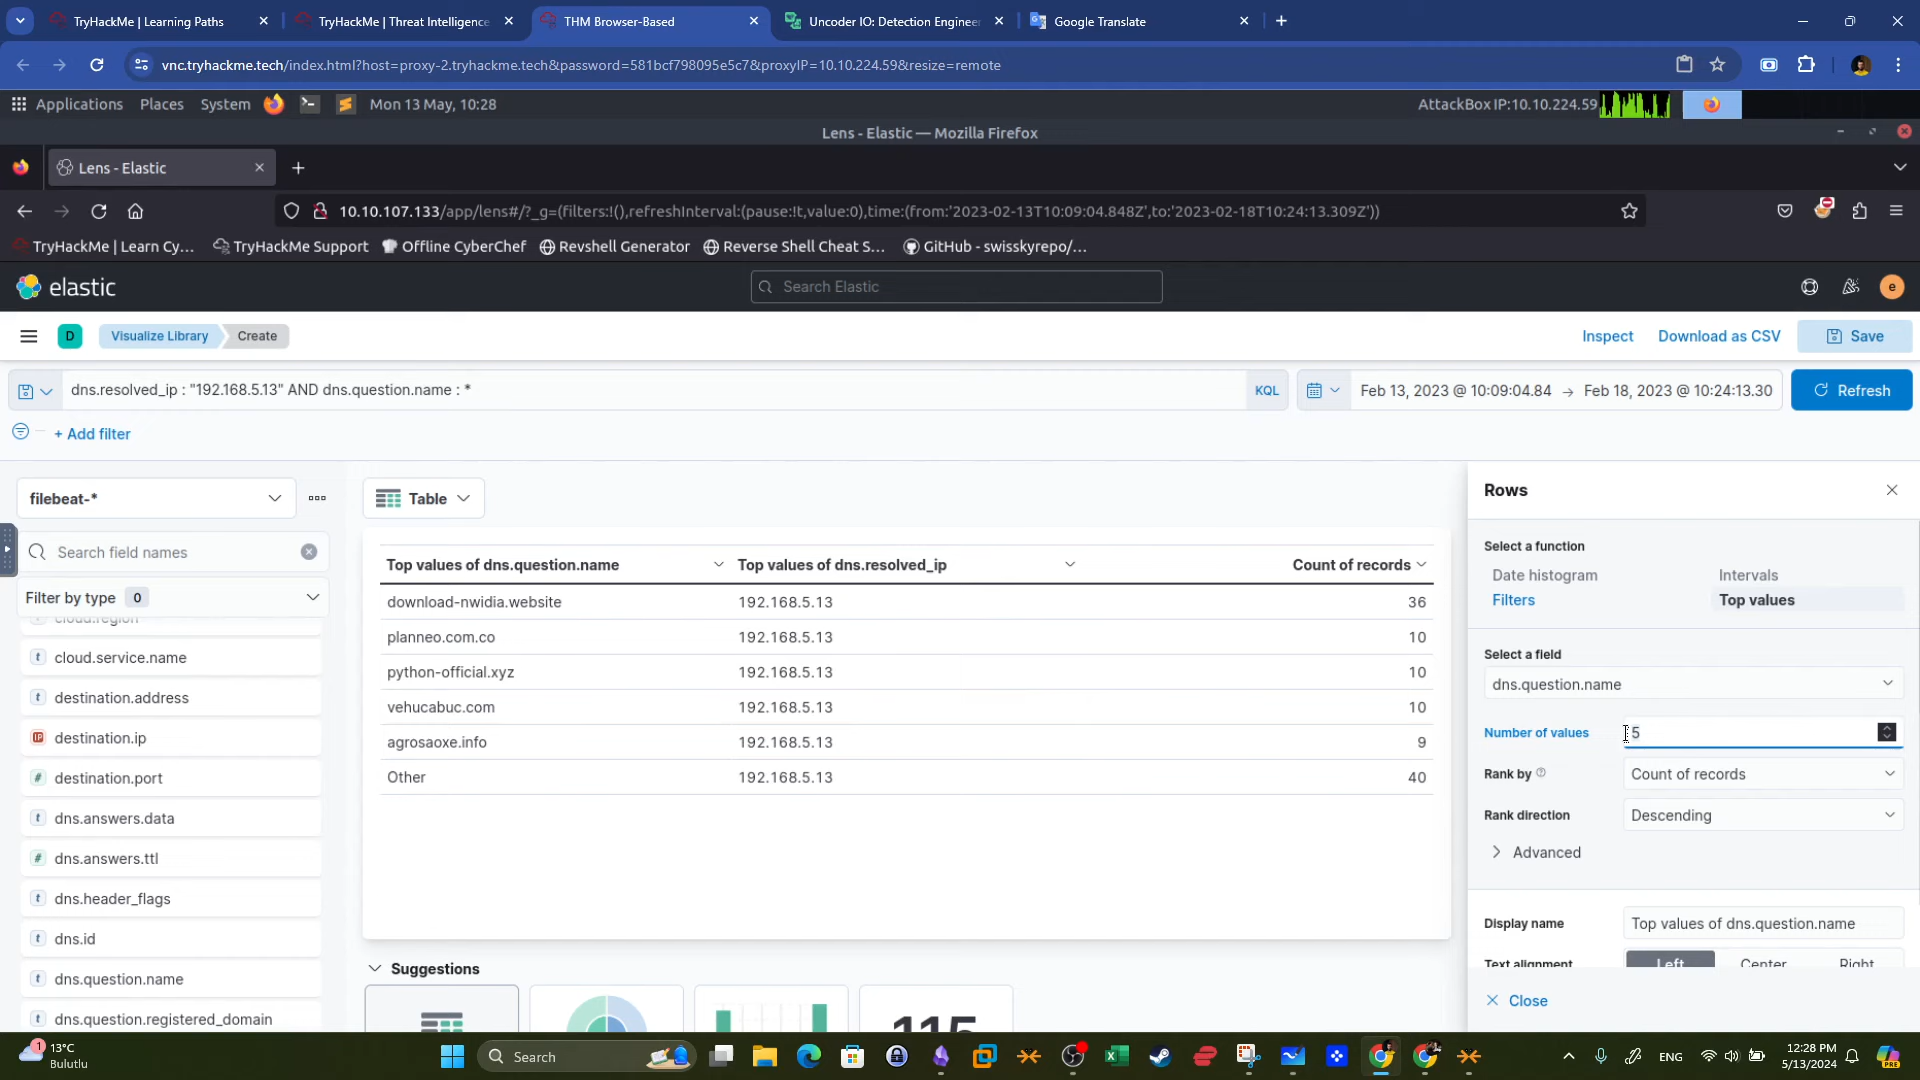 TryHackMe | Learning Paths
TryHackMe | Threat Intelligence
THM Browser-Based
Uncoder IO: Detection Engineer
Google Translate
vnc.tryhackme.tech/index.html?host=proxy-2.tryhackme.tech&password=581bcf798095e5c7&proxyIP=10.10.224.59&resize=remote
Applications Places System Mon 13 May, 10:28 AttackBox IP:10.10.224.59
Lens - Elastic — Mozilla Firefox
Lens - Elastic
10.10.107.133/app/lens#/?_g=(filters:!(),refreshInterval:(pause:!t,value:0),time:(from:'2023-02-13T10:09:04.848Z',to:'2023-02-18T10:24:13.309Z'))
TryHackMe | Learn Cy... TryHackMe Support Offline CyberChef Revshell Generator Reverse Shell Cheat S... GitHub - swisskyrepo/...
elastic Search Elastic e
D Visualize Library Create Inspect Download as CSV Save
dns.resolved_ip : "192.168.5.13" AND dns.question.name : * KQL Feb 13, 2023 @ 10:09:04.84 → Feb 18, 2023 @ 10:24:13.30 Refresh
+ Add filter
filebeat-*
Search field names
Filter by type 0
cloud.region
cloud.service.name
destination.address
destination.ip
destination.port
dns.answers.data
dns.answers.ttl
dns.header_flags
dns.id
dns.question.name
dns.question.registered_domain
Table
Top values of dns.question.name Top values of dns.resolved_ip Count of records
download-nwidia.website 192.168.5.13 36
planneo.com.co 192.168.5.13 10
python-official.xyz 192.168.5.13 10
vehucabuc.com 192.168.5.13 10
agrosaoxe.info 192.168.5.13 9
Other 192.168.5.13 40
Suggestions
115
Rows
Select a function
Date histogram Intervals
Filters Top values
Select a field
dns.question.name
Number of values 5
Rank by Count of records
Rank direction Descending
Advanced
Display name Top values of dns.question.name
Text alignment Left Center Right
Close
1 13°C
Bulutlu
Search
ENG
12:28 PM
5/13/2024
PRE